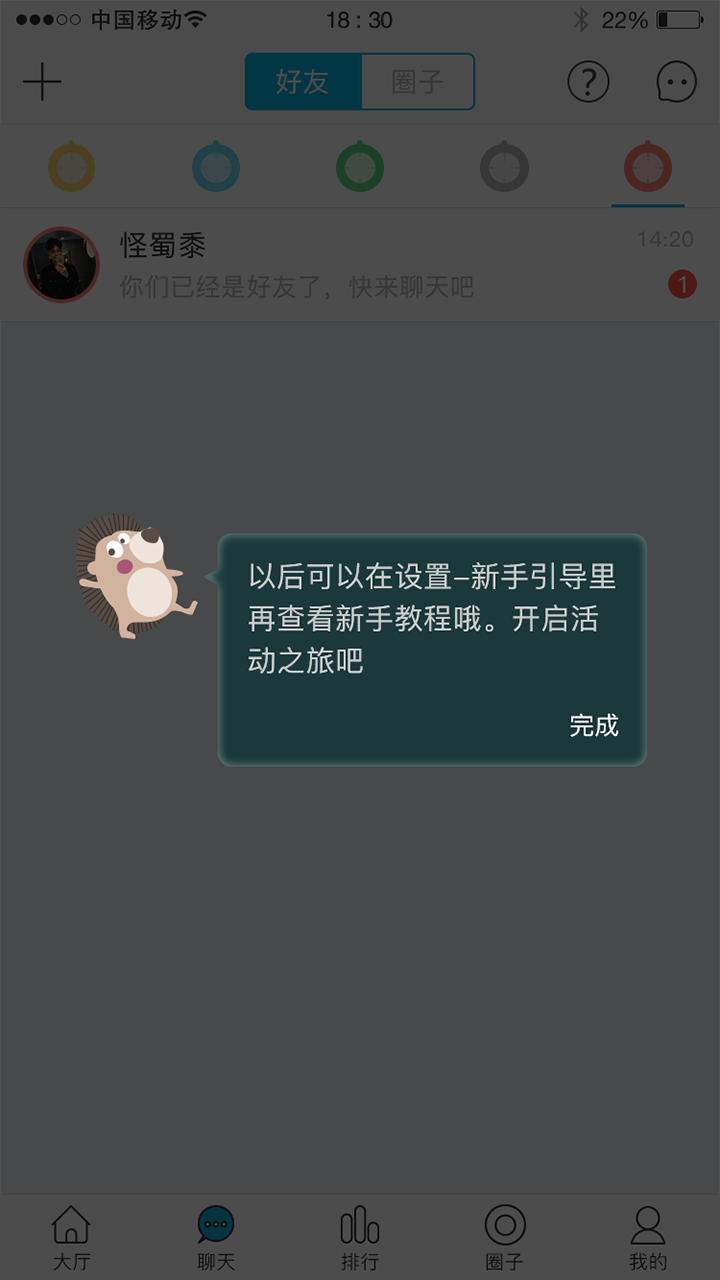 中国移动 18:30 22%
好友 圈子 ?
怪蜀黍 14:20
你们已经是好友了，快来聊天吧 1
以后可以在设置–新手引导里
再查看新手教程哦。开启活
动之旅吧
完成
大厅 聊天 排行 圈子 我的